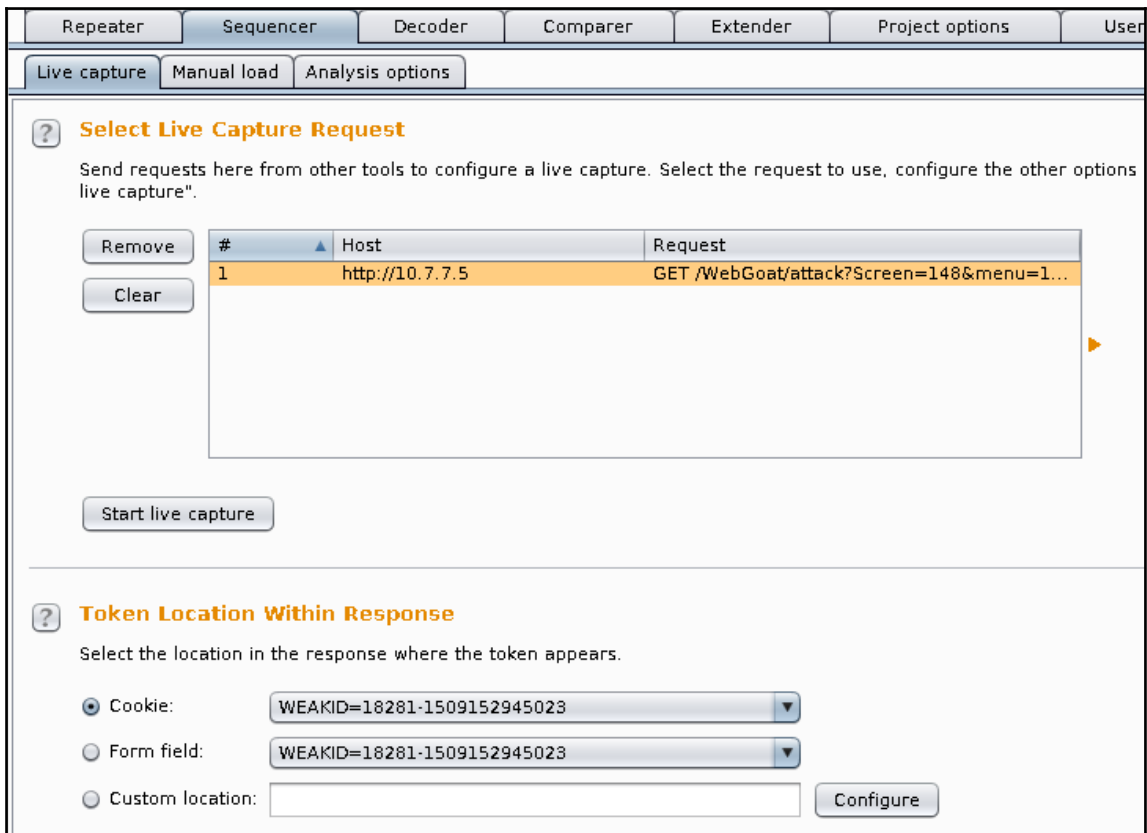 Repeater Sequencer Decoder Comparer Extender Project options User
Live capture Manual load Analysis options
? Select Live Capture Request
Send requests here from other tools to configure a live capture. Select the request to use, configure the other options
live capture".
Remove # Host Request
1 http://10.7.7.5 GET /WebGoat/attack?Screen=148&menu=1...
Clear
Start live capture
? Token Location Within Response
Select the location in the response where the token appears.
Cookie: WEAKID=18281-1509152945023
Form field: WEAKID=18281-1509152945023
Custom location: Configure